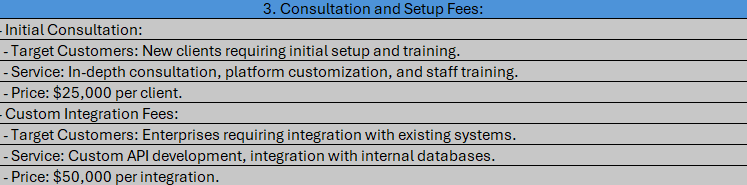 3. Consultation and Setup Fees:
- Initial Consultation:
- Target Customers: New clients requiring initial setup and training.
- Service: In-depth consultation, platform customization, and staff training.
- Price: $25,000 per client.
- Custom Integration Fees:
- Target Customers: Enterprises requiring integration with existing systems.
- Service: Custom API development, integration with internal databases.
- Price: $50,000 per integration.